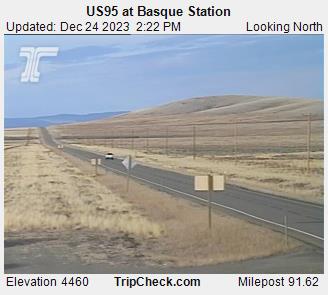 US95 at Basque Station
Updated: Dec 24 2023 2:22 PM Looking North
Elevation 4460 TripCheck.com Milepost 91.62